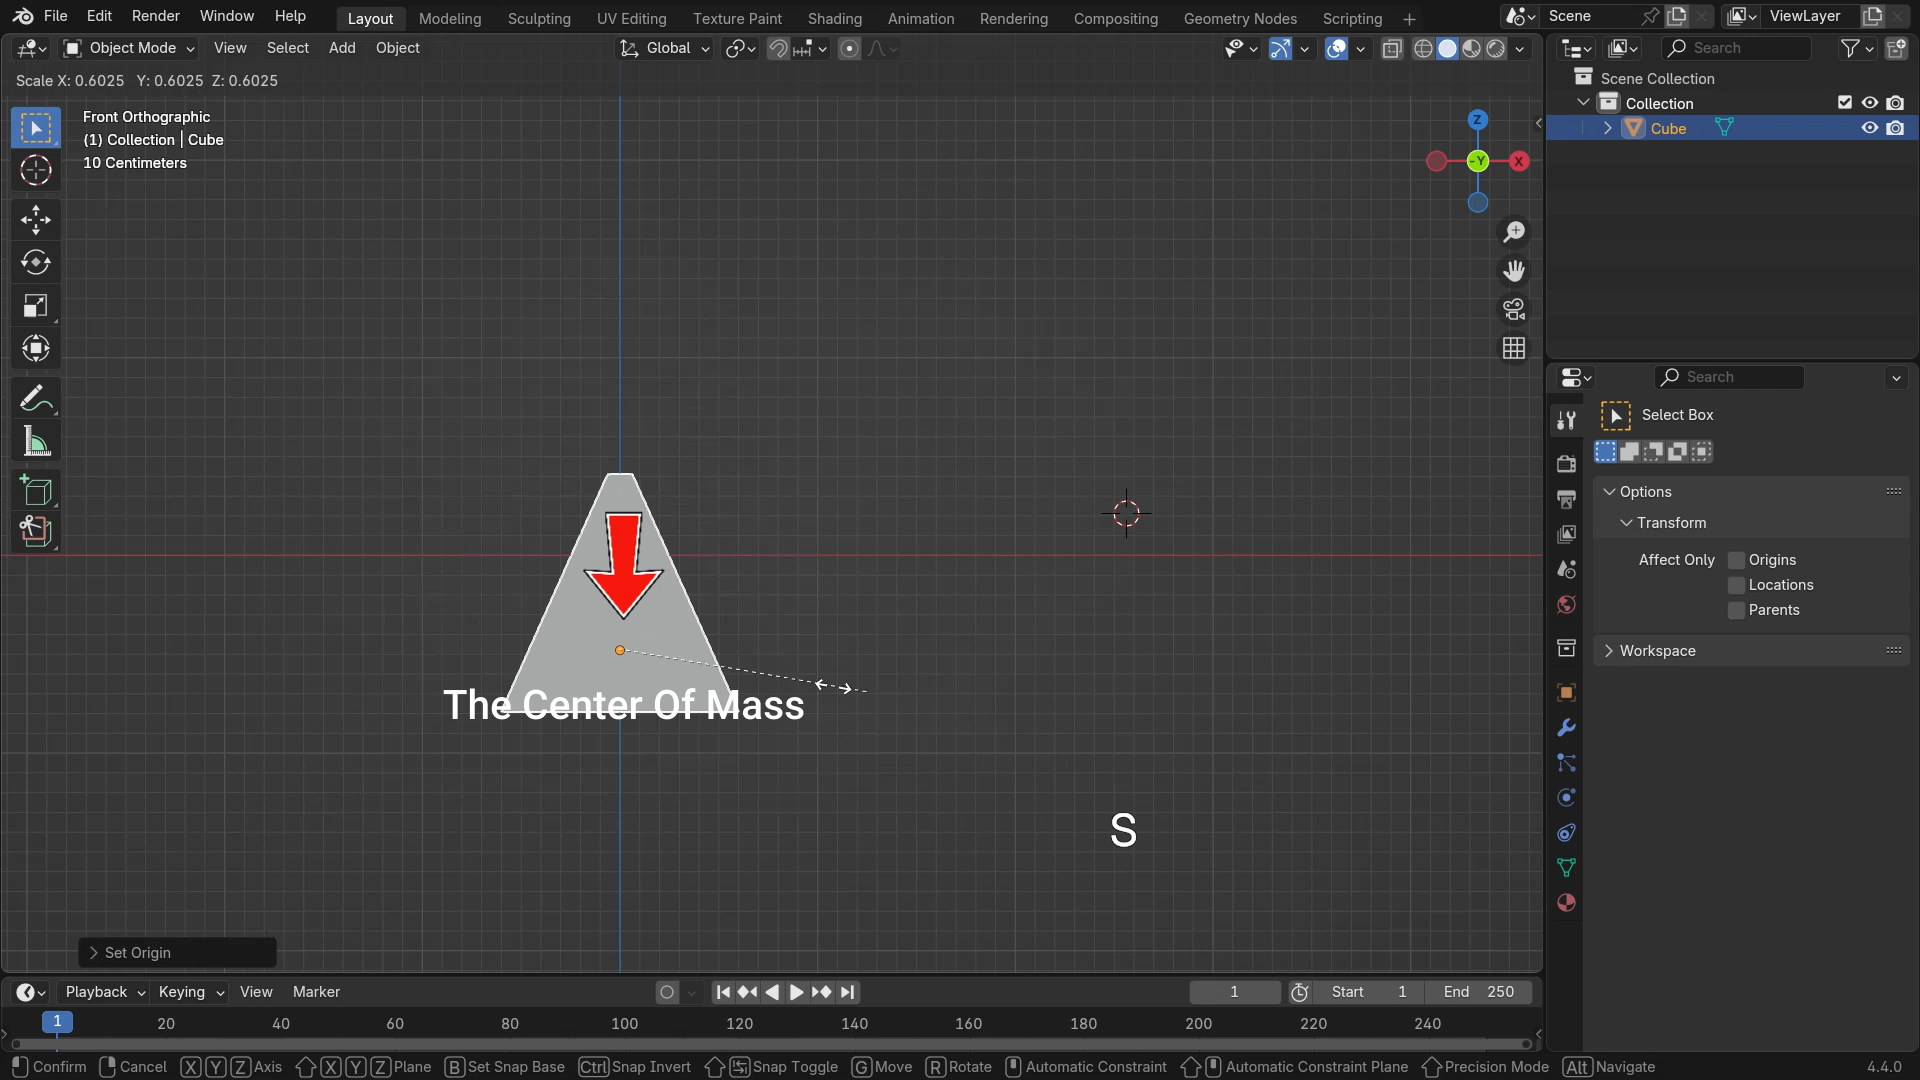 File Edit Render Window Help Layout Modeling Sculpting UV Editing Texture Paint Shading Animation Rendering Compositing Geometry Nodes Scripting + Scene ViewLayer
Object Mode View Select Add Object Global Search
Scale X: 0.6025 Y: 0.6025 Z: 0.6025
Scene Collection
Collection
Cube
Front Orthographic
(1) Collection | Cube
10 Centimeters
Z
-Y
X
Search
Select Box
Options
Transform
Affect Only Origins
Locations
Parents
Workspace
The Center Of Mass
S
Set Origin
Playback Keying View Marker 1 Start 1 End 250
1 20 40 60 80 100 120 140 160 180 200 220 240
Confirm Cancel X Y Z Axis X Y Z Plane B Set Snap Base Ctrl Snap Invert Snap Toggle G Move R Rotate Automatic Constraint Automatic Constraint Plane Precision Mode Alt Navigate 4.4.0